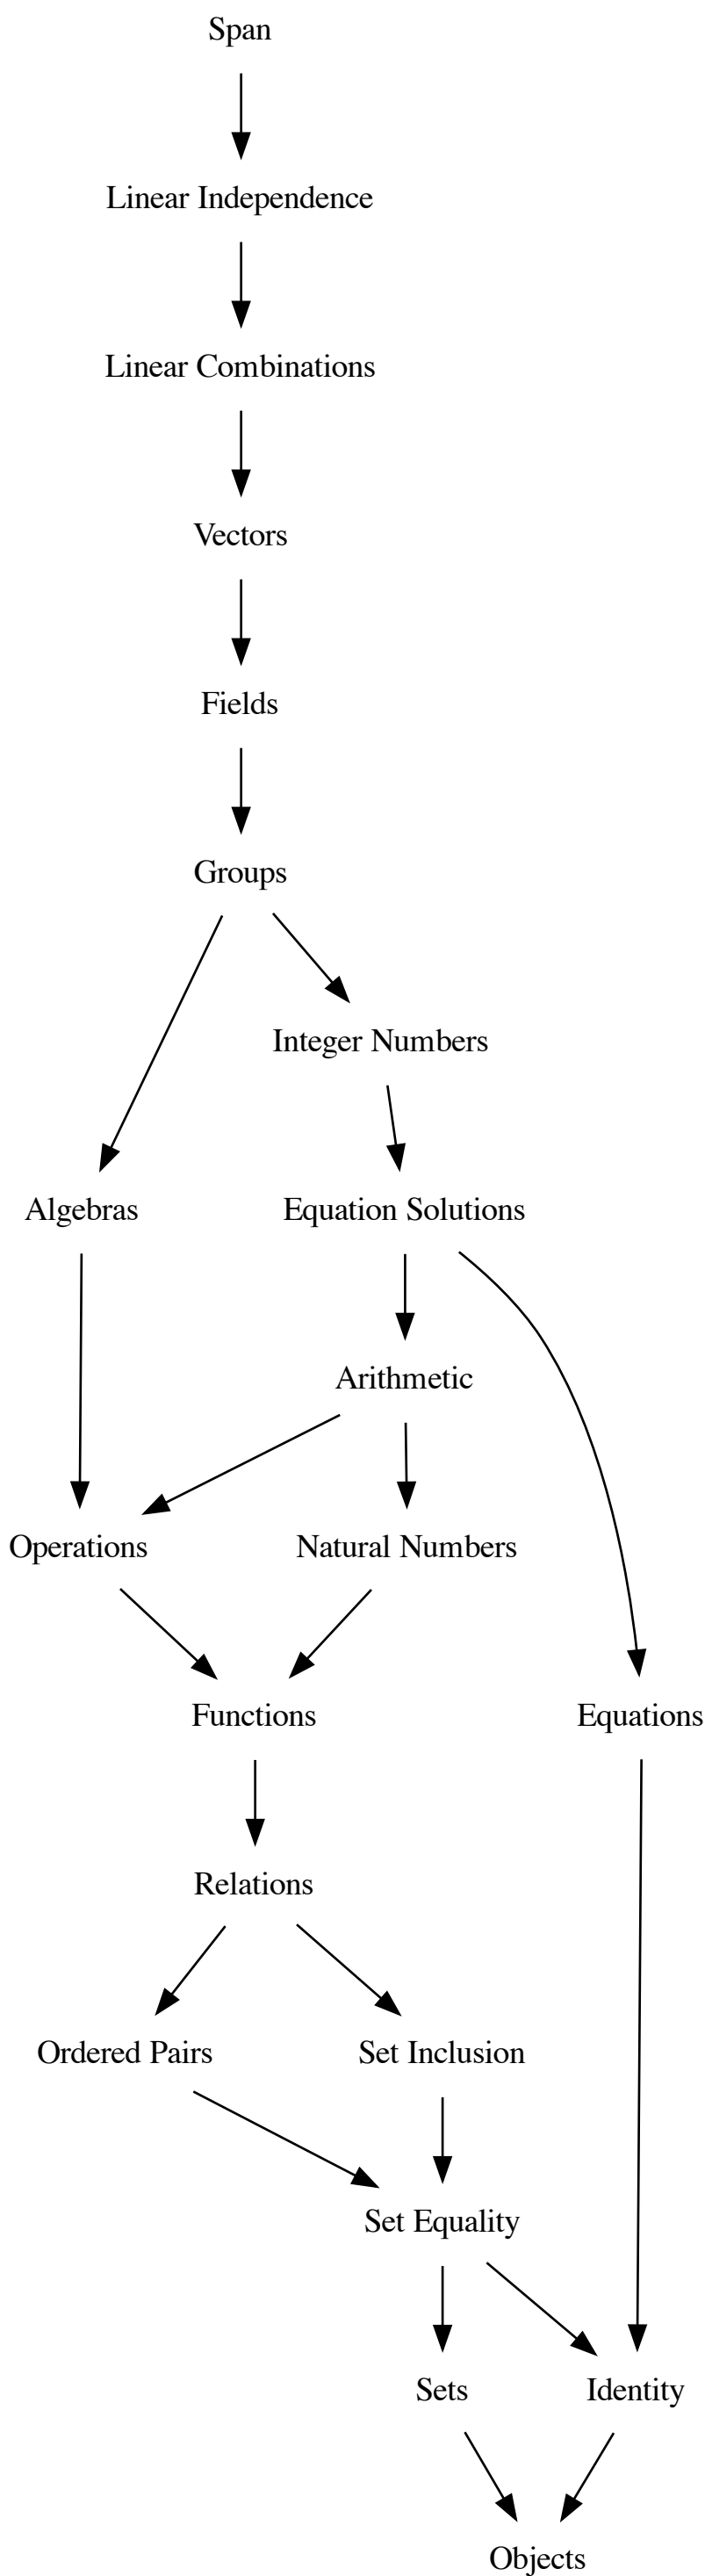 Span
Linear Independence
Linear Combinations
Vectors
Fields
Groups
Integer Numbers
Algebras
Equation Solutions
Arithmetic
Operations
Natural Numbers
Functions
Equations
Relations
Ordered Pairs
Set Inclusion
Set Equality
Sets
Identity
Objects